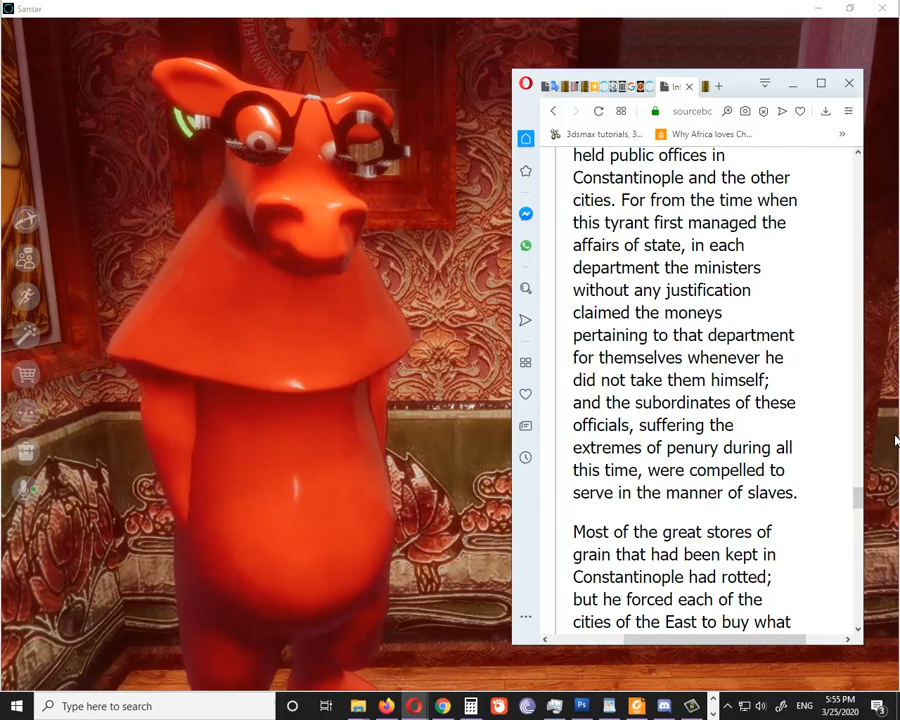 Sansar
In
sourcebc
3dsmax tutorials, 3...
Why Africa loves Ch...
»
held public offices in
Constantinople and the other
cities. For from the time when
this tyrant first managed the
affairs of state, in each
department the ministers
without any justification
claimed the moneys
pertaining to that department
for themselves whenever he
did not take them himself;
and the subordinates of these
officials, suffering the
extremes of penury during all
this time, were compelled to
serve in the manner of slaves.
Most of the great stores of
grain that had been kept in
Constantinople had rotted;
but he forced each of the
cities of the East to buy what
Type here to search
ENG
5:55 PM
3/25/2020
3